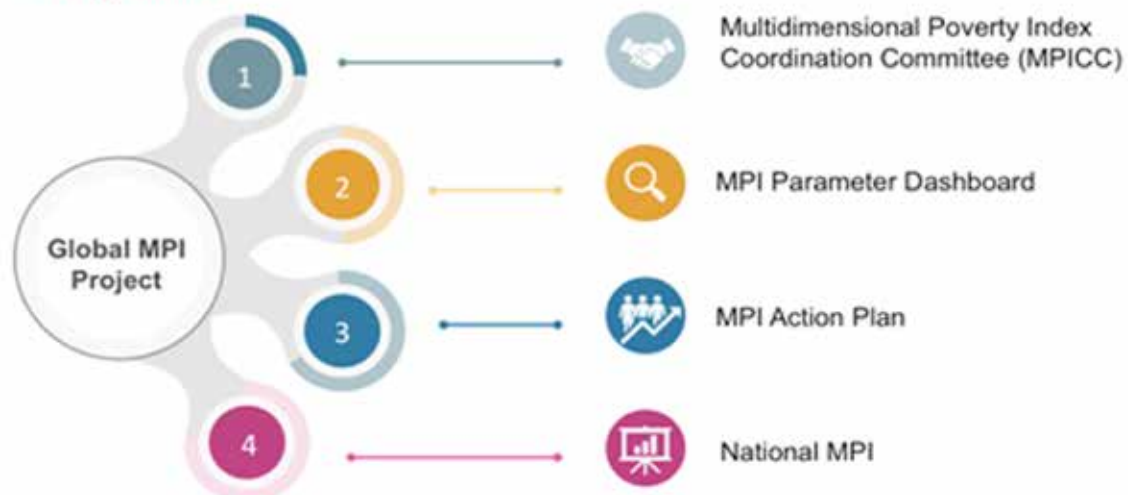 Global MPI
Project
1
Multidimensional Poverty Index
Coordination Committee (MPICC)
2
MPI Parameter Dashboard
3
MPI Action Plan
4
National MPI